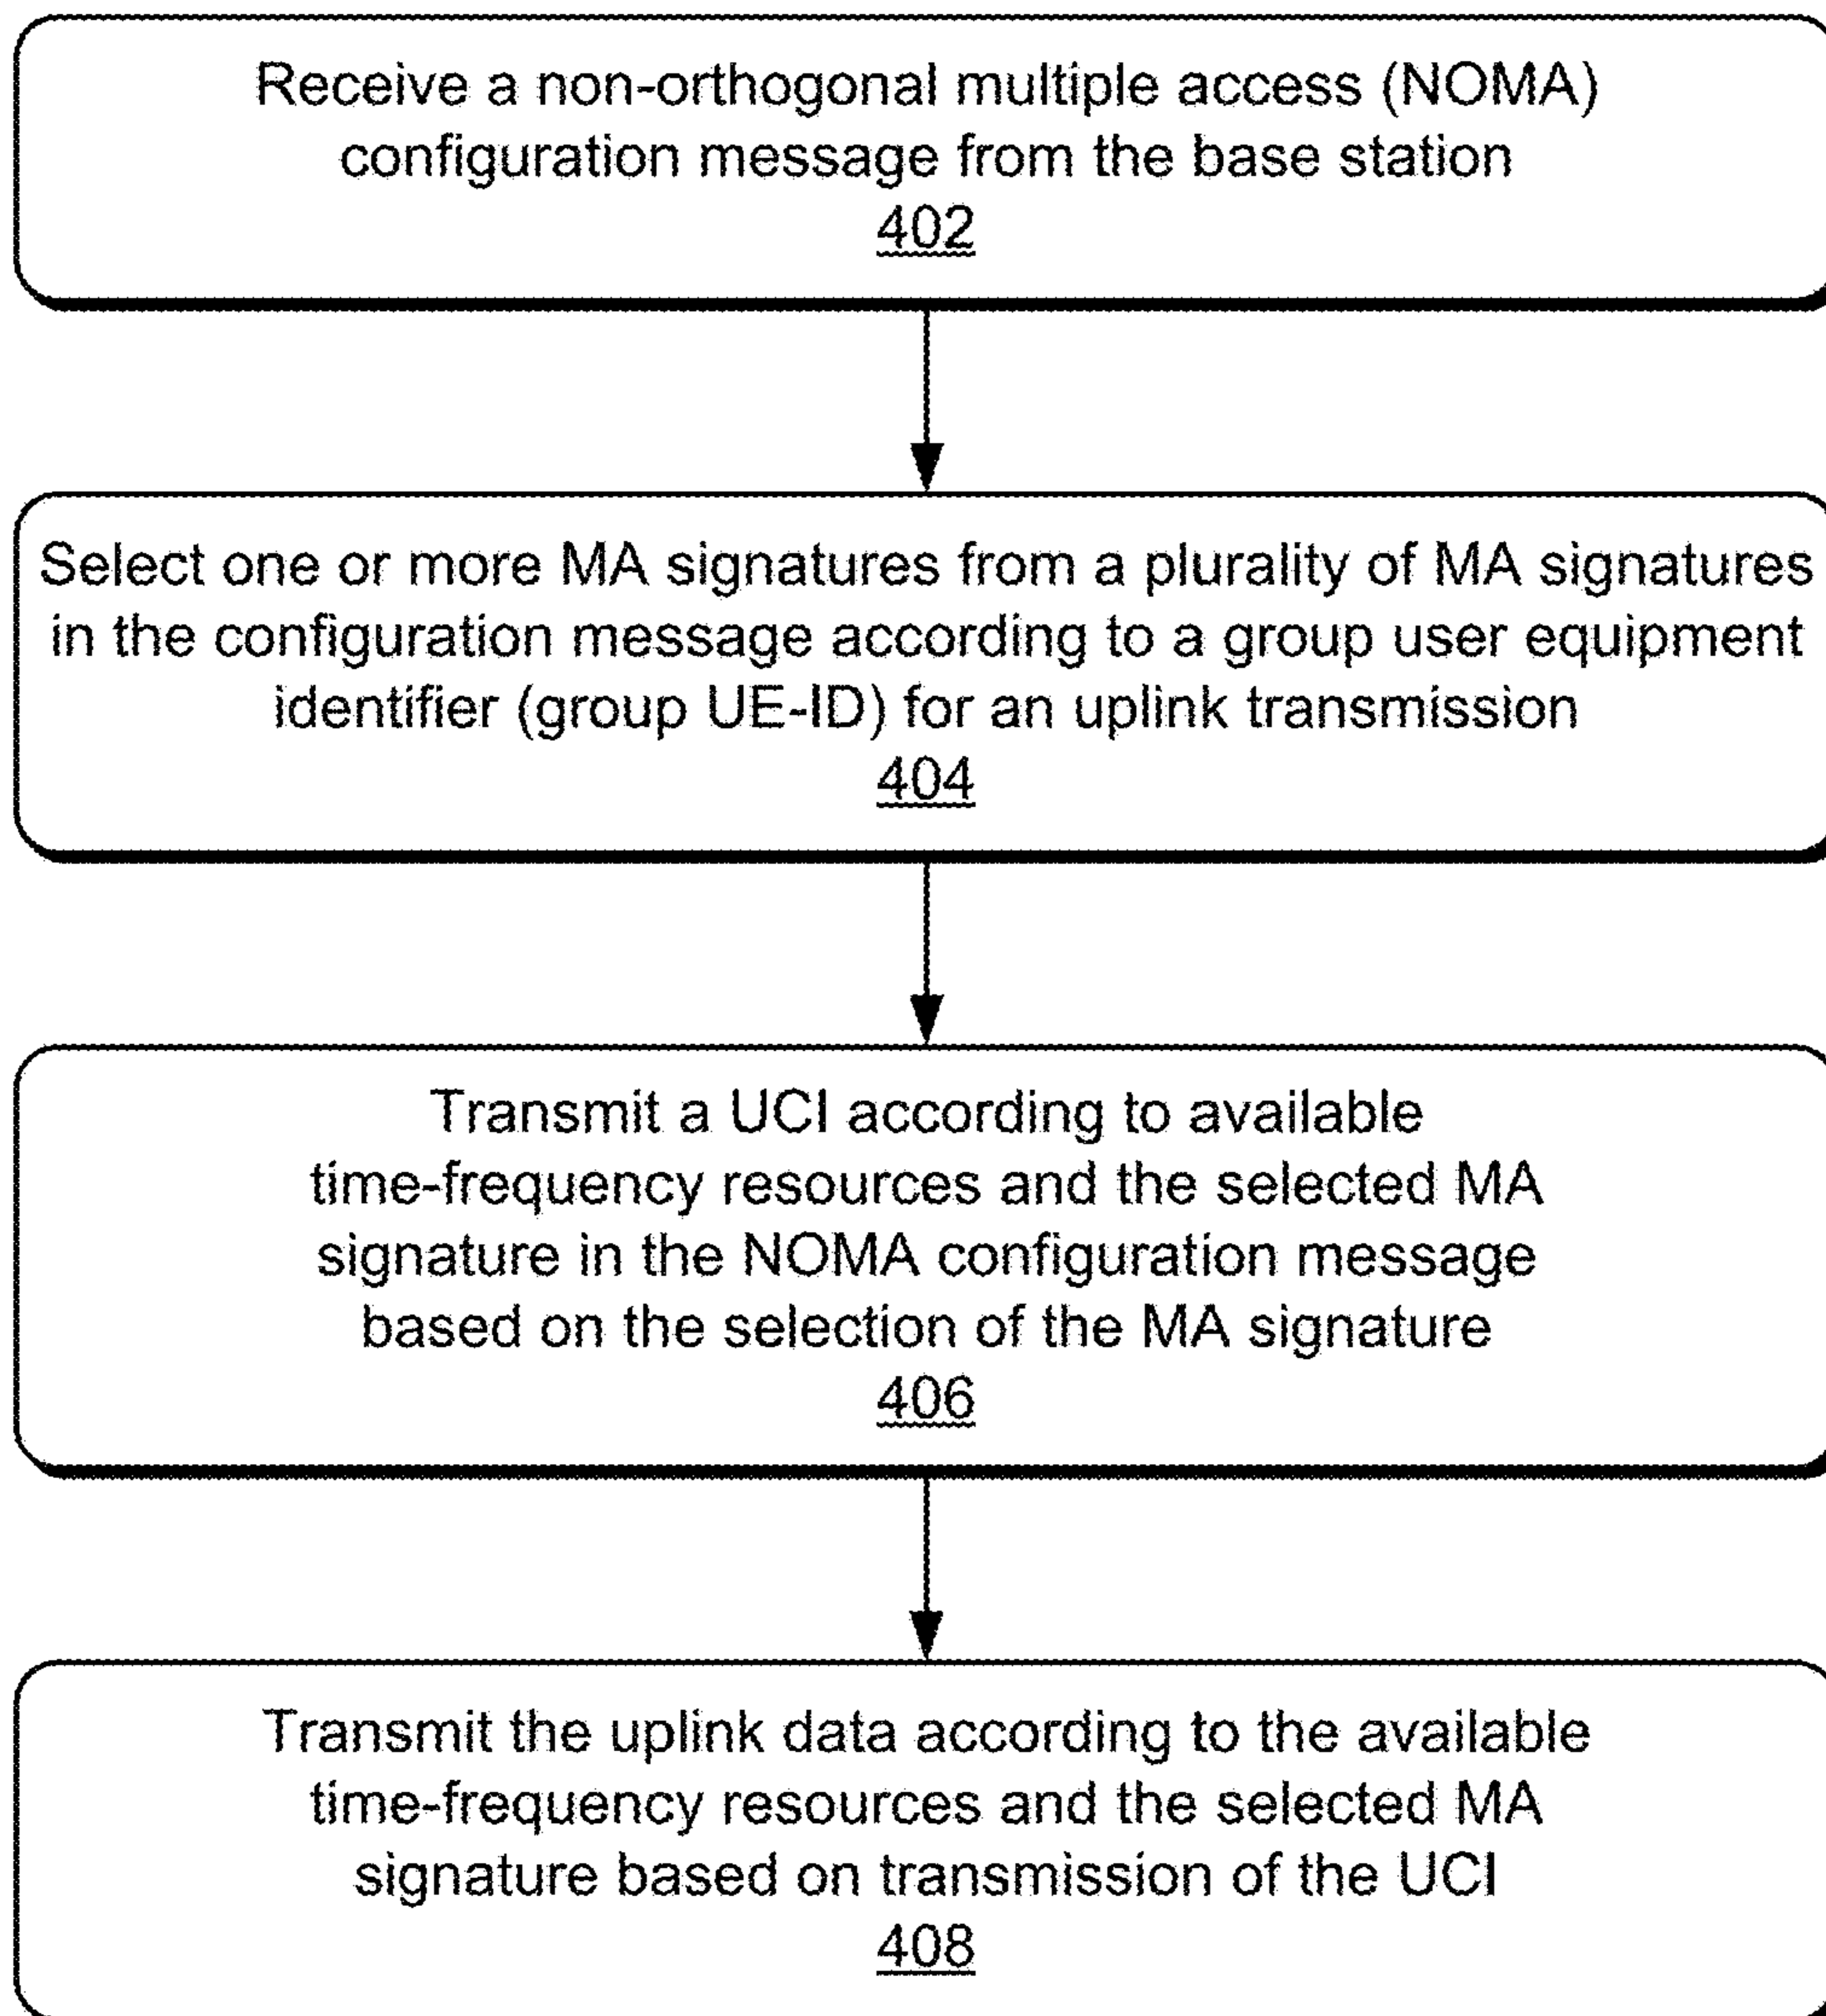 Receive a non-orthogonal multiple access (NOMA)
configuration message from the base station
402
Select one or more MA signatures from a plurality of MA signatures
in the configuration message according to a group user equipment
identifier (group UE-ID) for an uplink transmission
404
Transmit a UCI according to available
time-frequency resources and the selected MA
signature in the NOMA configuration message
based on the selection of the MA signature
406
Transmit the uplink data according to the available
time-frequency resources and the selected MA
signature based on transmission of the UCI
408